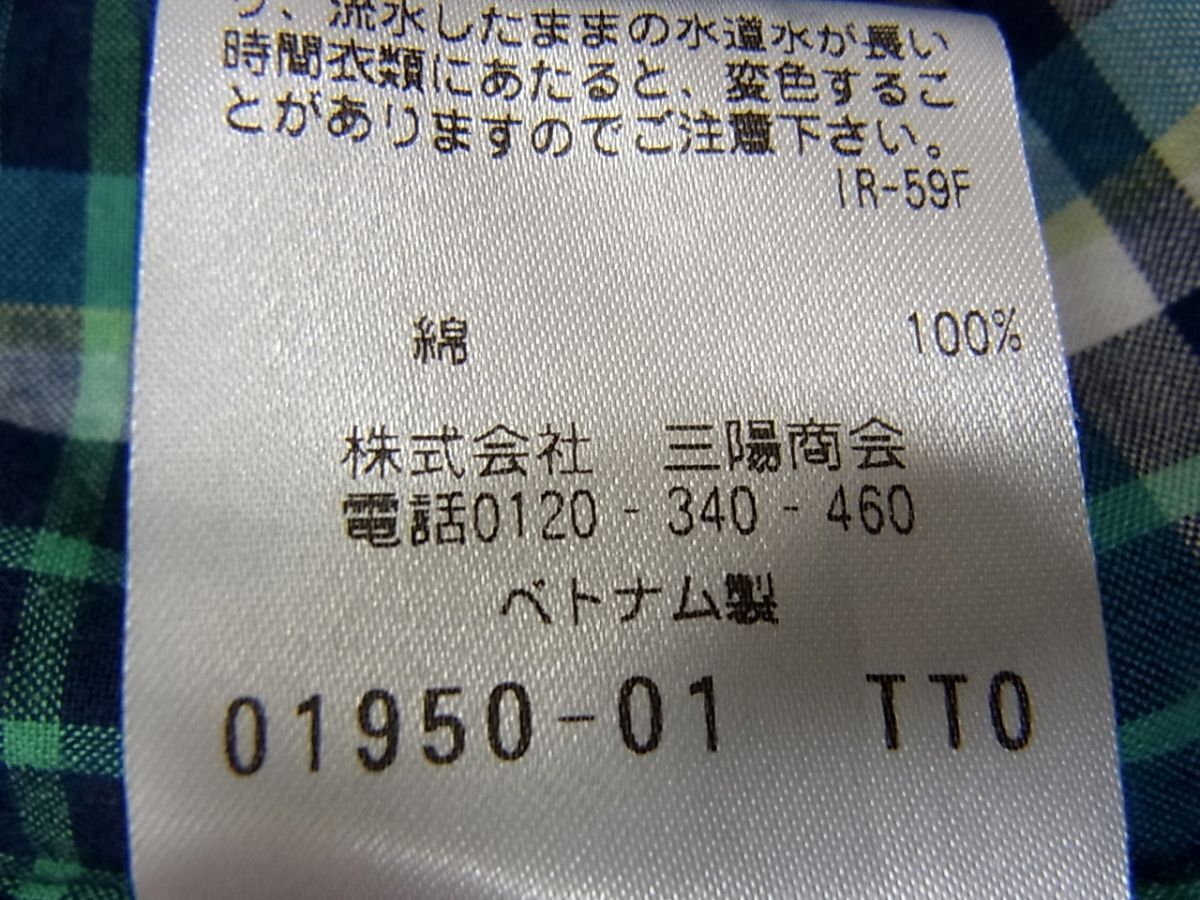 り、流水したままの水道水が長い
時間衣類にあたると、変色するこ
とがありますのでご注意下さい。
IR-59F
綿 100%
株式会社 三陽商会
電話0120-340-460
ベトナム製
01950-01 TTO